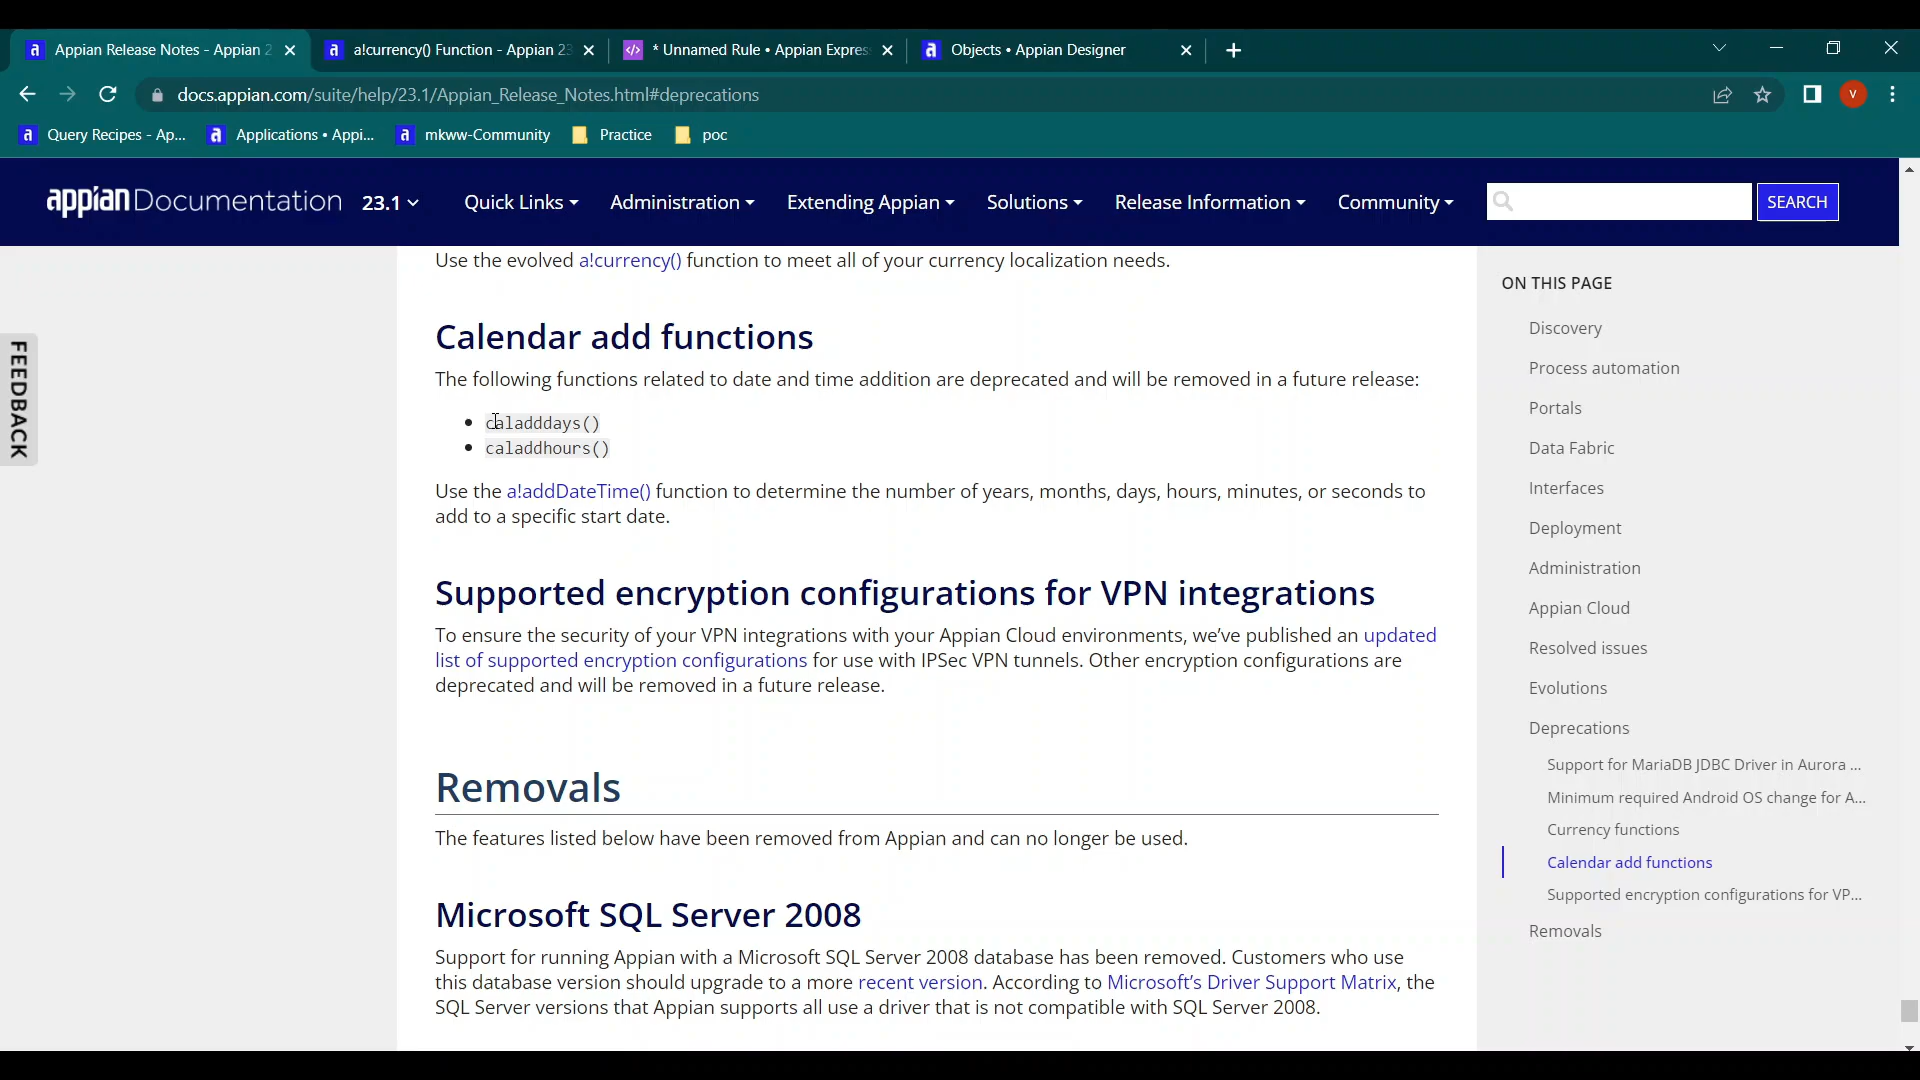 Appian Release Notes - Appian 2
a!currency() Function - Appian 23
* Unnamed Rule • Appian Expres
Objects • Appian Designer
docs.appian.com/suite/help/23.1/Appian_Release_Notes.html#deprecations
V
Query Recipes - Ap...
Applications • Appi...
mkww-Community
Practice
poc
appian Documentation 23.1
Quick Links
Administration
Extending Appian
Solutions
Release Information
Community
SEARCH
FEEDBACK
Use the evolved a!currency() function to meet all of your currency localization needs.
Calendar add functions
The following functions related to date and time addition are deprecated and will be removed in a future release:
• caladddays()
• caladdhours()
Use the a!addDateTime() function to determine the number of years, months, days, hours, minutes, or seconds to
add to a specific start date.
Supported encryption configurations for VPN integrations
To ensure the security of your VPN integrations with your Appian Cloud environments, we've published an updated
list of supported encryption configurations for use with IPSec VPN tunnels. Other encryption configurations are
deprecated and will be removed in a future release.
Removals
The features listed below have been removed from Appian and can no longer be used.
Microsoft SQL Server 2008
Support for running Appian with a Microsoft SQL Server 2008 database has been removed. Customers who use
this database version should upgrade to a more recent version. According to Microsoft's Driver Support Matrix, the
SQL Server versions that Appian supports all use a driver that is not compatible with SQL Server 2008.
ON THIS PAGE
Discovery
Process automation
Portals
Data Fabric
Interfaces
Deployment
Administration
Appian Cloud
Resolved issues
Evolutions
Deprecations
Support for MariaDB JDBC Driver in Aurora ...
Minimum required Android OS change for A...
Currency functions
Calendar add functions
Supported encryption configurations for VP...
Removals